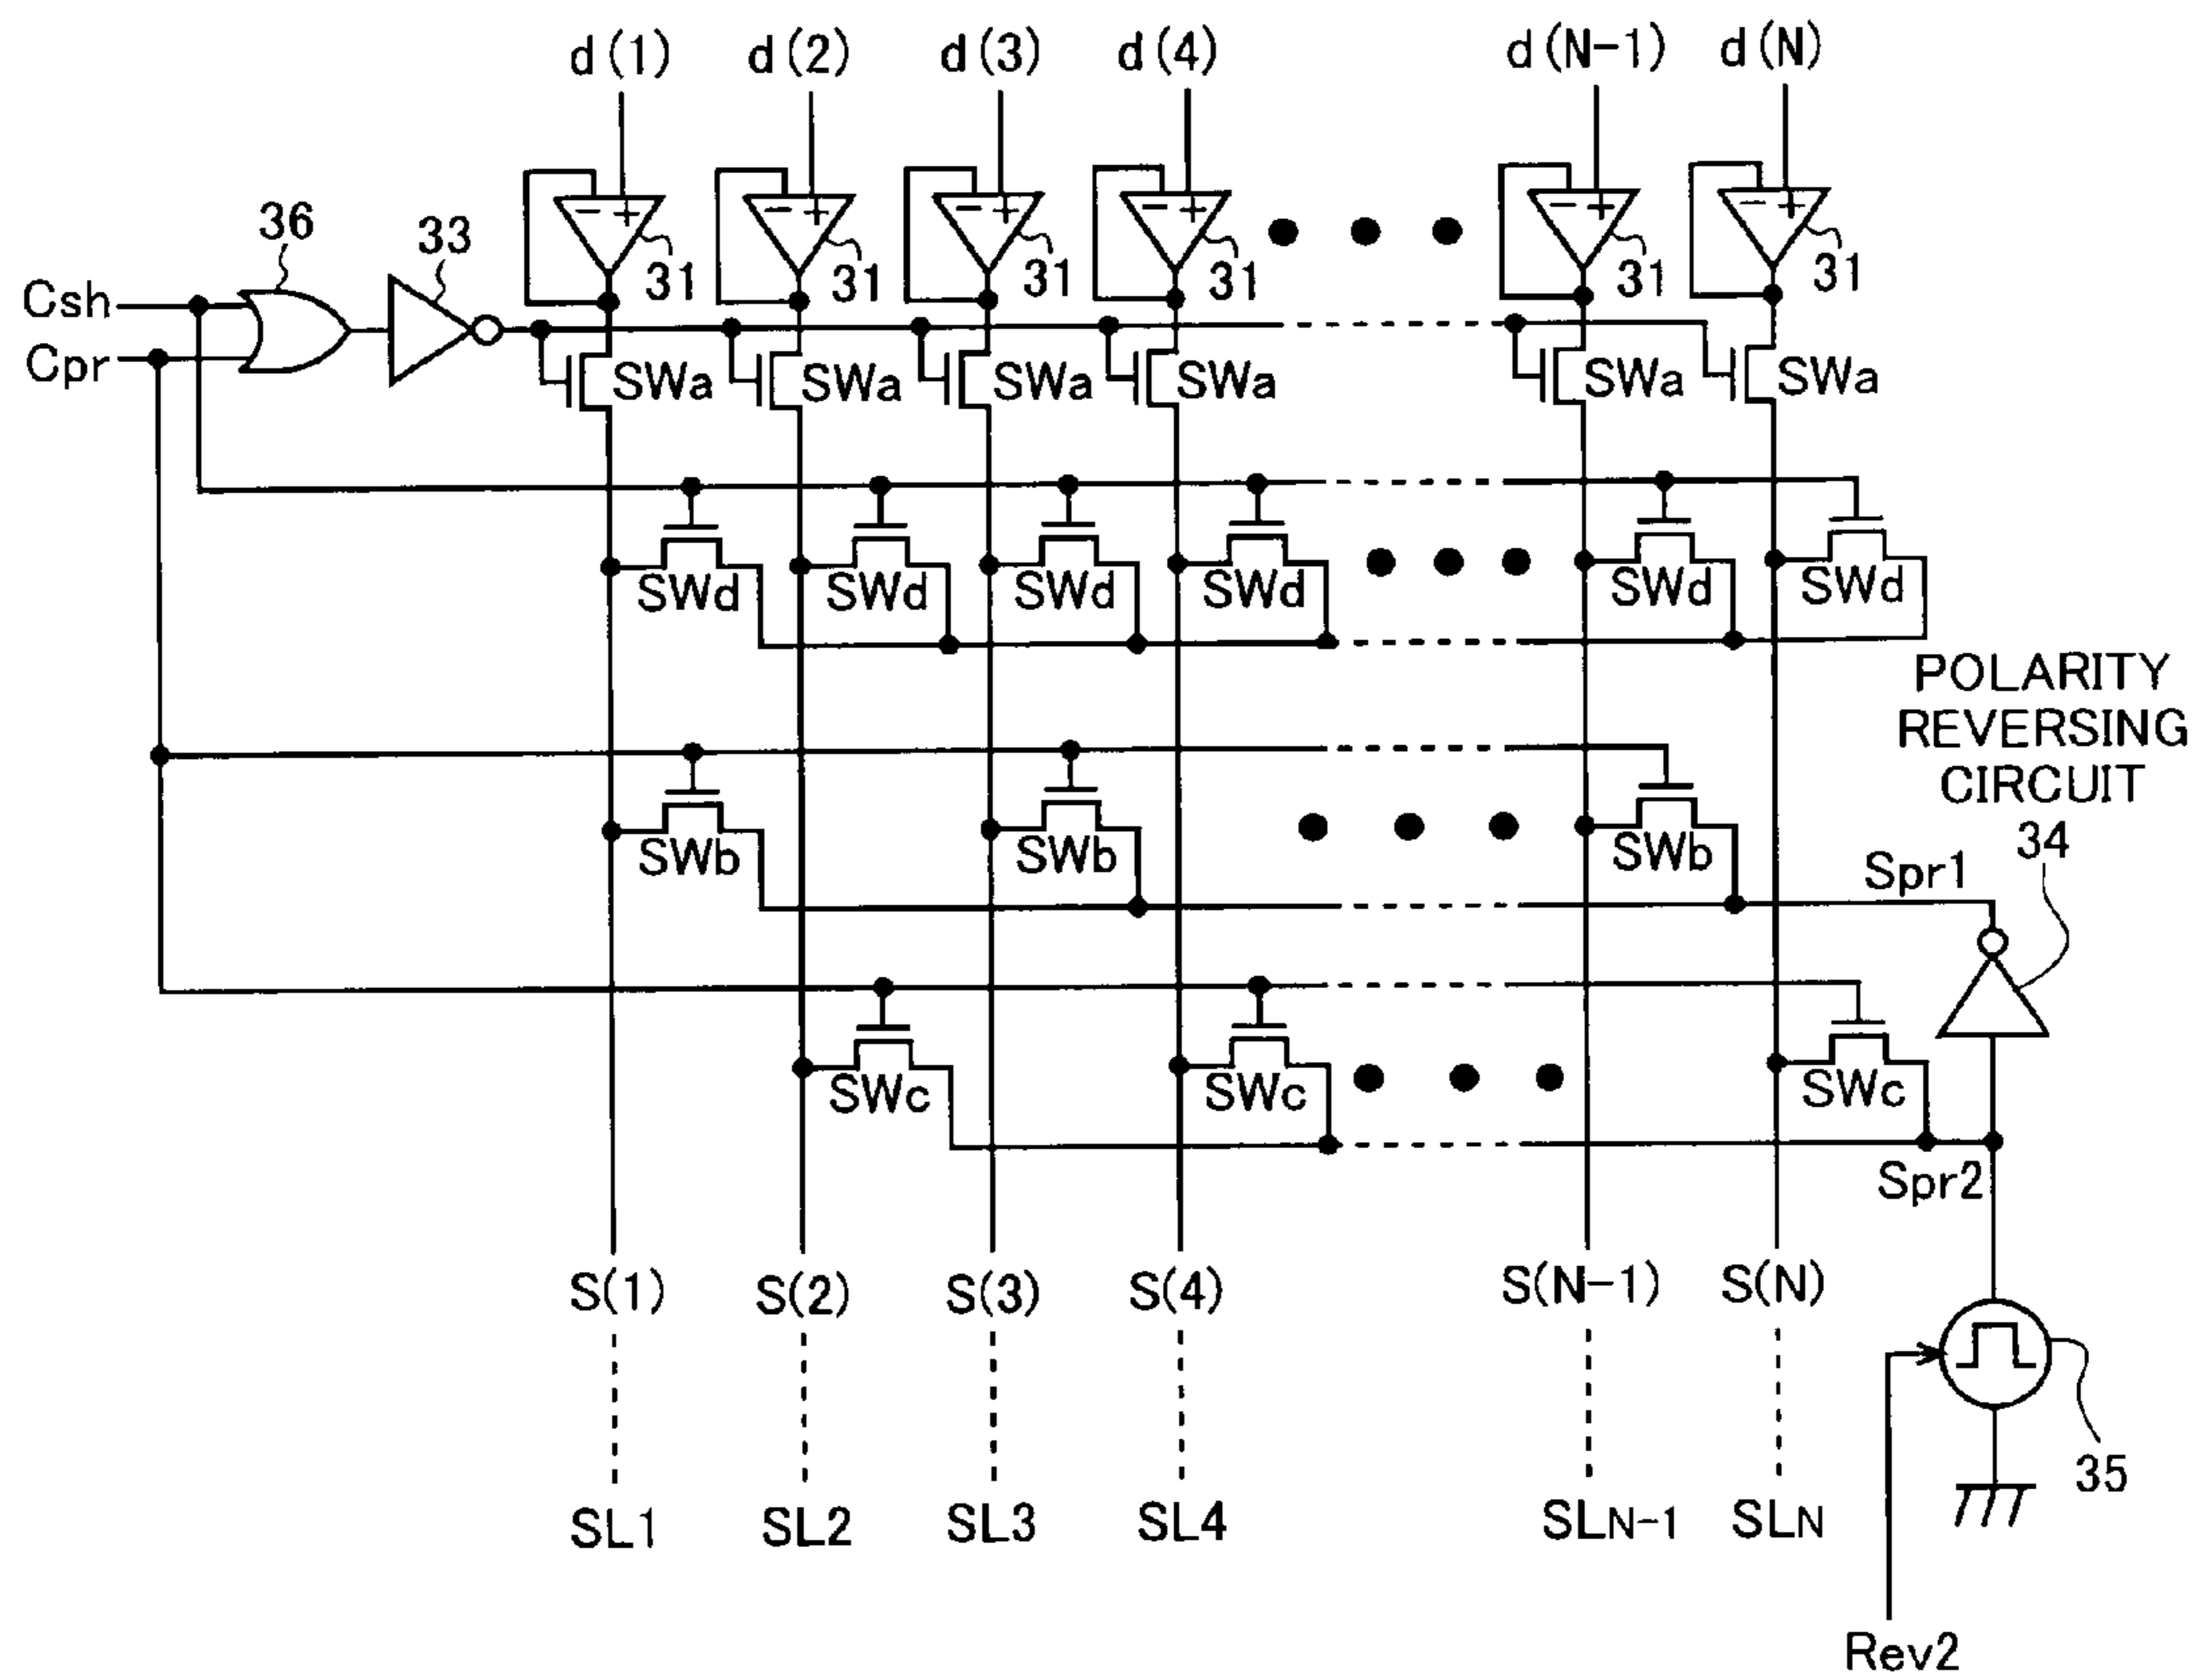 d(1) d(2) d(3) d(4) d(N-1) d(N)
36 33
- + - + - + - + - + - +
31 31 31 31 31 31
Csh
Cpr
SWa SWa SWa SWa SWa SWa
SWd SWd SWd SWd SWd SWd
POLARITY
REVERSING
CIRCUIT
34
SWb SWb SWb
Spr1
SWc SWc SWc
Spr2
S(1) S(2) S(3) S(4) S(N-1) S(N)
35
SL1 SL2 SL3 SL4 SLN-1 SLN
Rev2